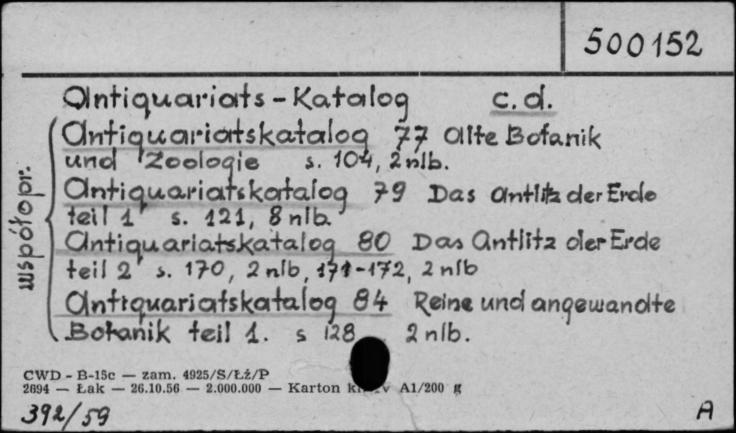 500152
Antiquariats-Katalog c.d.
współopr.
Antiquariatskatalog 77 Alte Botanik
und Zoologie s. 104, 2 nlb.
Antiquariatskatalog 79 Das Antlitz der Erde
teil 1 s. 121, 8 nlb.
Antiquariatskatalog 80 Das Antlitz der Erde
teil 2 s. 170, 2 nlb, 171-172, 2 nlb
Antiquariatskatalog 84 Reine und angewandte
Botanik teil 1. s 128 2 nlb.
CWD - B-15c — zam. 4925/S/Łż/P
2694 — Łak — 26.10.56 — 2.000.000 — Karton A1/200 g
392/59 A